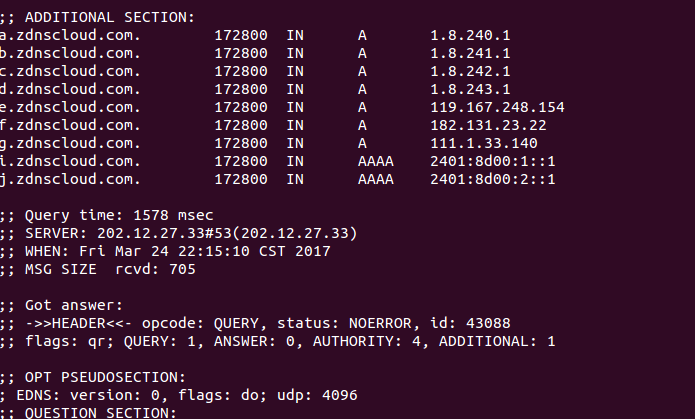 ;; ADDITIONAL SECTION:
a.zdnscloud.com. 172800 IN A 1.8.240.1
b.zdnscloud.com. 172800 IN A 1.8.241.1
c.zdnscloud.com. 172800 IN A 1.8.242.1
d.zdnscloud.com. 172800 IN A 1.8.243.1
e.zdnscloud.com. 172800 IN A 119.167.248.154
f.zdnscloud.com. 172800 IN A 182.131.23.22
g.zdnscloud.com. 172800 IN A 111.1.33.140
i.zdnscloud.com. 172800 IN AAAA 2401:8d00:1::1
j.zdnscloud.com. 172800 IN AAAA 2401:8d00:2::1
;; Query time: 1578 msec
;; SERVER: 202.12.27.33#53(202.12.27.33)
;; WHEN: Fri Mar 24 22:15:10 CST 2017
;; MSG SIZE rcvd: 705
;; Got answer:
;; ->>HEADER<<- opcode: QUERY, status: NOERROR, id: 43088
;; flags: qr; QUERY: 1, ANSWER: 0, AUTHORITY: 4, ADDITIONAL: 1
;; OPT PSEUDOSECTION:
; EDNS: version: 0, flags: do; udp: 4096
;; QUESTION SECTION: